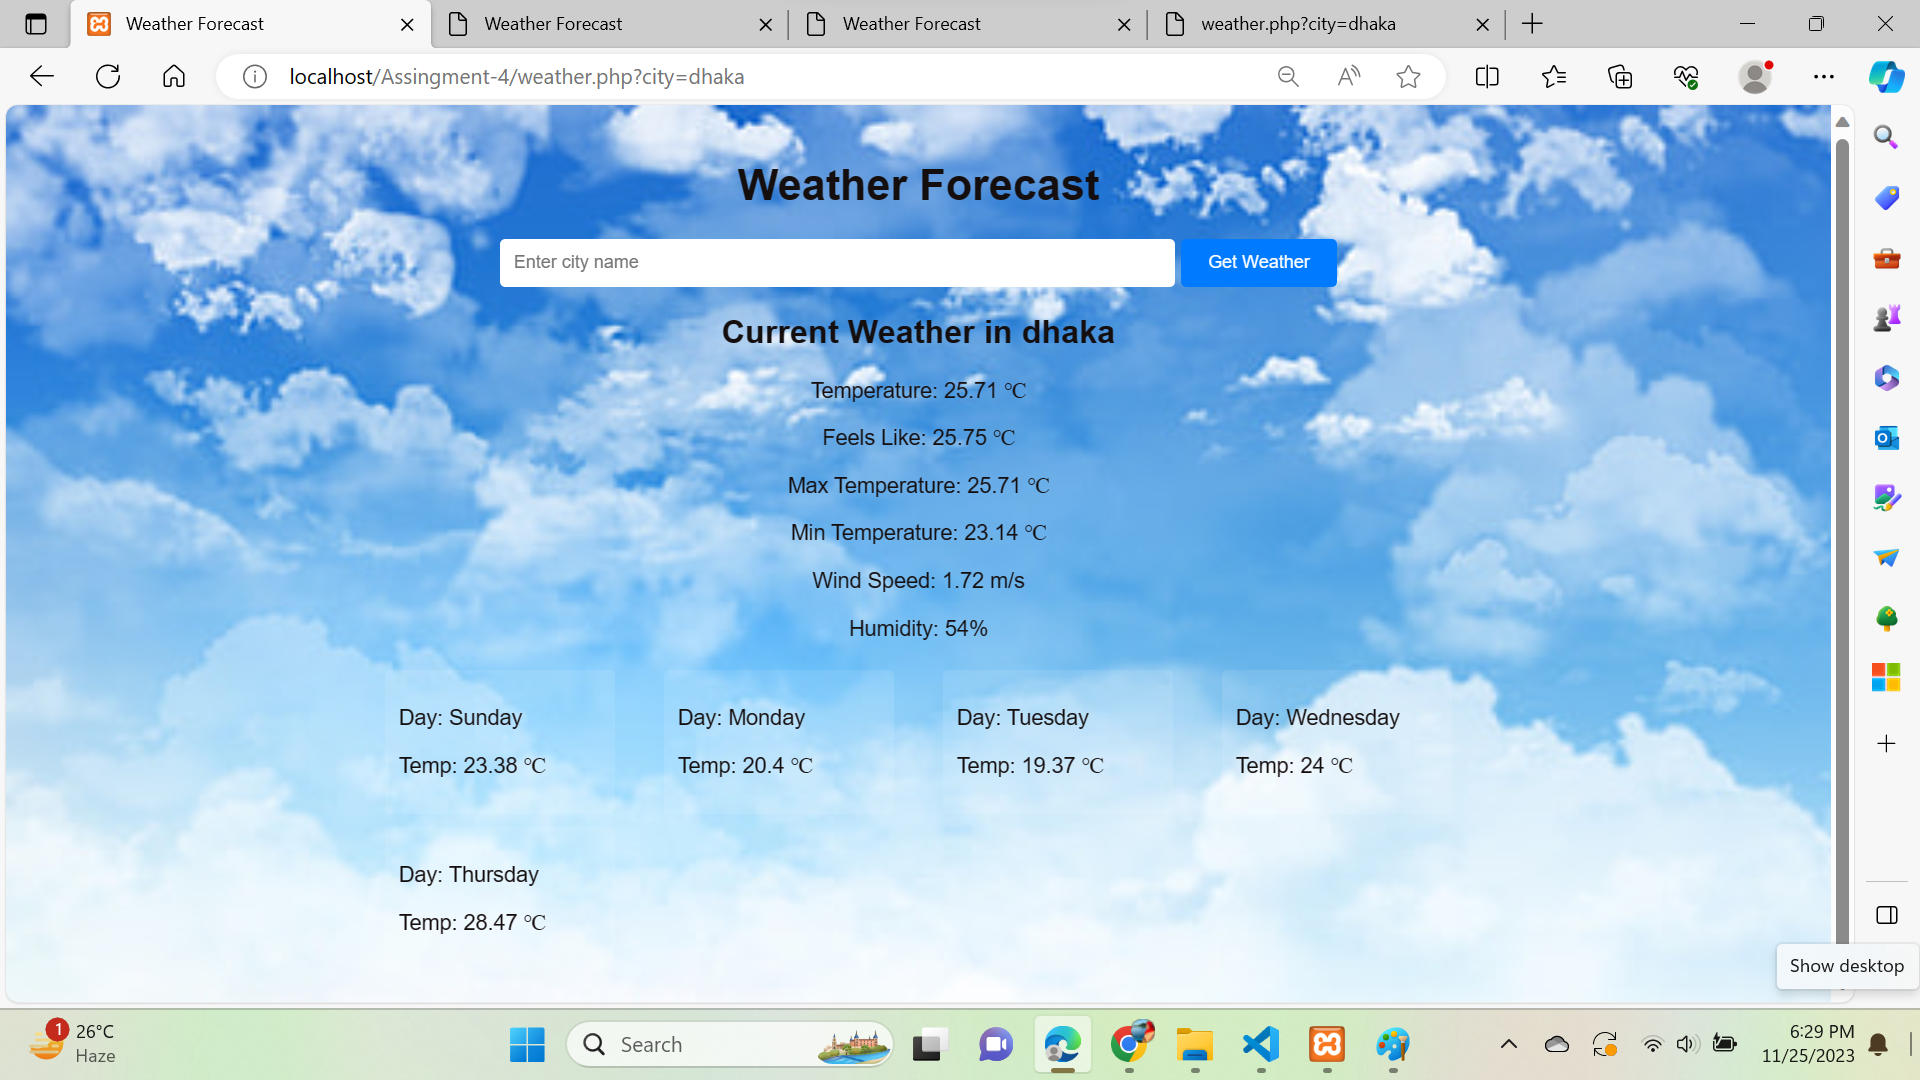 Weather Forecast
Weather Forecast
Weather Forecast
weather.php?city=dhaka
localhost/Assingment-4/weather.php?city=dhaka
Weather Forecast
Enter city name
Get Weather
Current Weather in dhaka
Temperature: 25.71 °C
Feels Like: 25.75 °C
Max Temperature: 25.71 °C
Min Temperature: 23.14 °C
Wind Speed: 1.72 m/s
Humidity: 54%
Day: Sunday
Temp: 23.38 °C
Day: Monday
Temp: 20.4 °C
Day: Tuesday
Temp: 19.37 °C
Day: Wednesday
Temp: 24 °C
Day: Thursday
Temp: 28.47 °C
Show desktop
1
26°C
Haze
Search
6:29 PM
11/25/2023